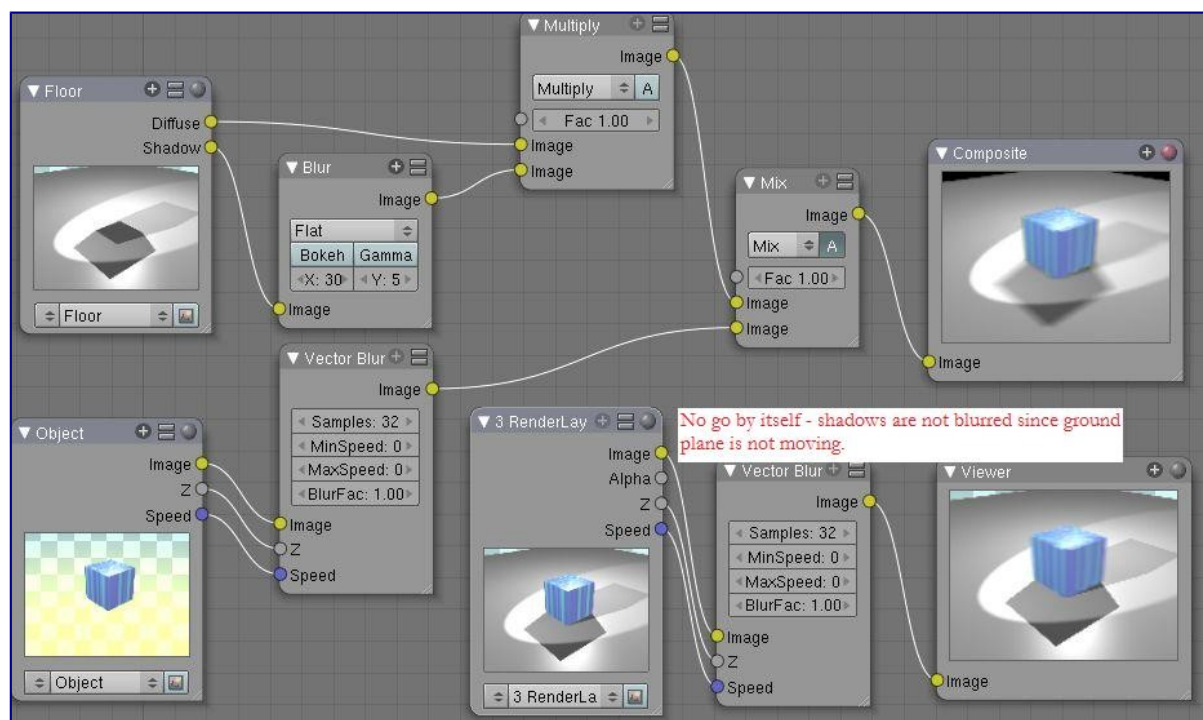 Multiply
Image
Multiply A
Fac 1.00
Image
Image
Floor
Diffuse
Shadow
Floor
Blur
Image
Flat
Bokeh Gamma
X: 30 Y: 5
Image
Mix
Image
Mix A
Fac 1.00
Image
Image
Composite
Image
Vector Blur
Image
Samples: 32
MinSpeed: 0
MaxSpeed: 0
BlurFac: 1.00
Image
Z
Speed
Object
Image
Z
Speed
Object
3 RenderLay
Image
Alpha
Z
Speed
3 RenderLa
No go by itself - shadows are not blurred since ground
plane is not moving.
Vector Blur
Image
Samples: 32
MinSpeed: 0
MaxSpeed: 0
BlurFac: 1.00
Image
Z
Speed
Viewer
Image